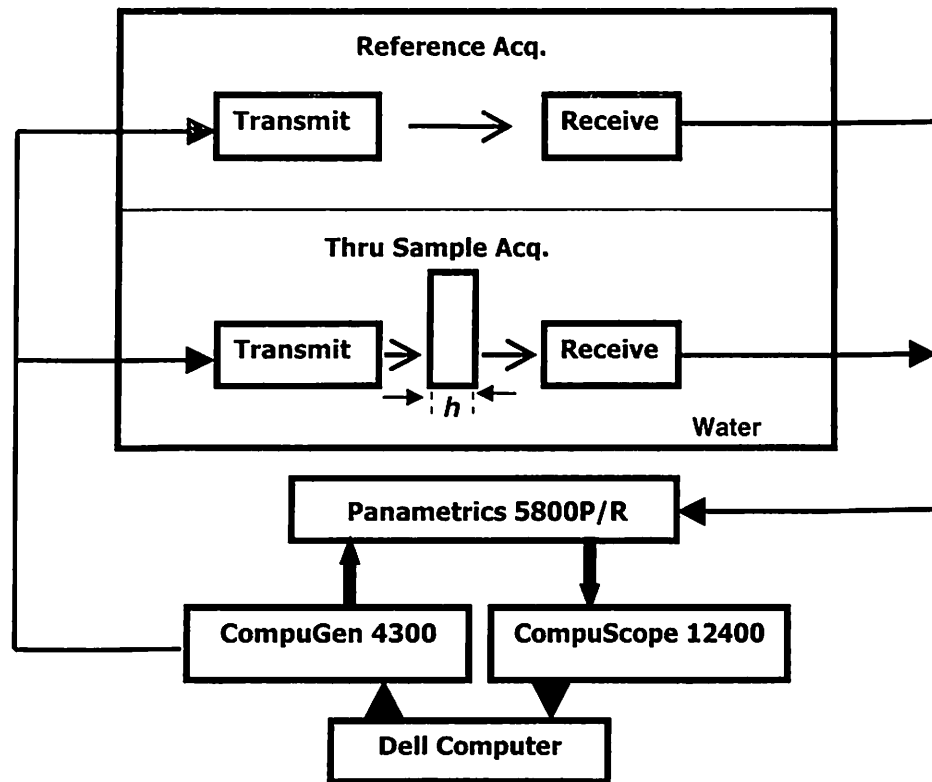 Reference Acq.
Transmit
Receive
Thru Sample Acq.
Transmit
Receive
h
Water
Panametrics 5800P/R
CompuGen 4300
CompuScope 12400
Dell Computer